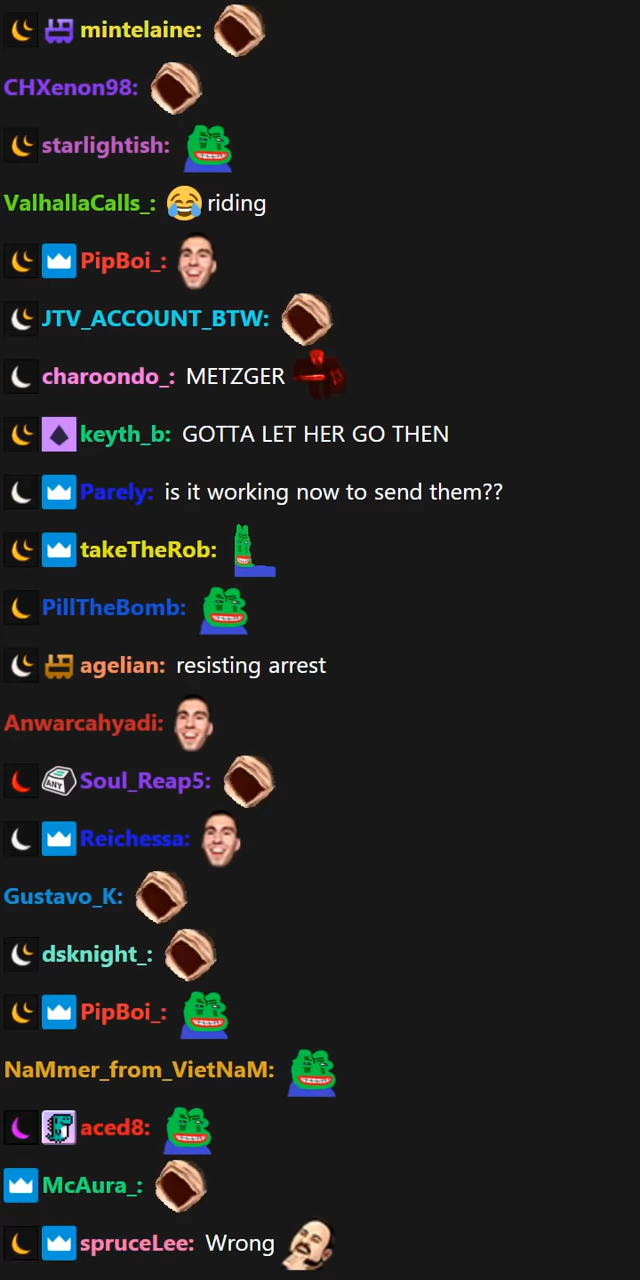 mintelaine:
CHXenon98:
starlightish:
ValhallaCalls_: 😂 riding
PipBoi_:
JTV_ACCOUNT_BTW:
charoondo_: METZGER
keyth_b: GOTTA LET HER GO THEN
Parely: is it working now to send them??
takeTheRob:
PillTheBomb:
agelian: resisting arrest
Anwarcahyadi:
ANY Soul_Reap5:
Reichessa:
Gustavo_K:
dsknight_:
PipBoi_:
NaMmer_from_VietNaM:
aced8:
McAura_:
spruceLee: Wrong